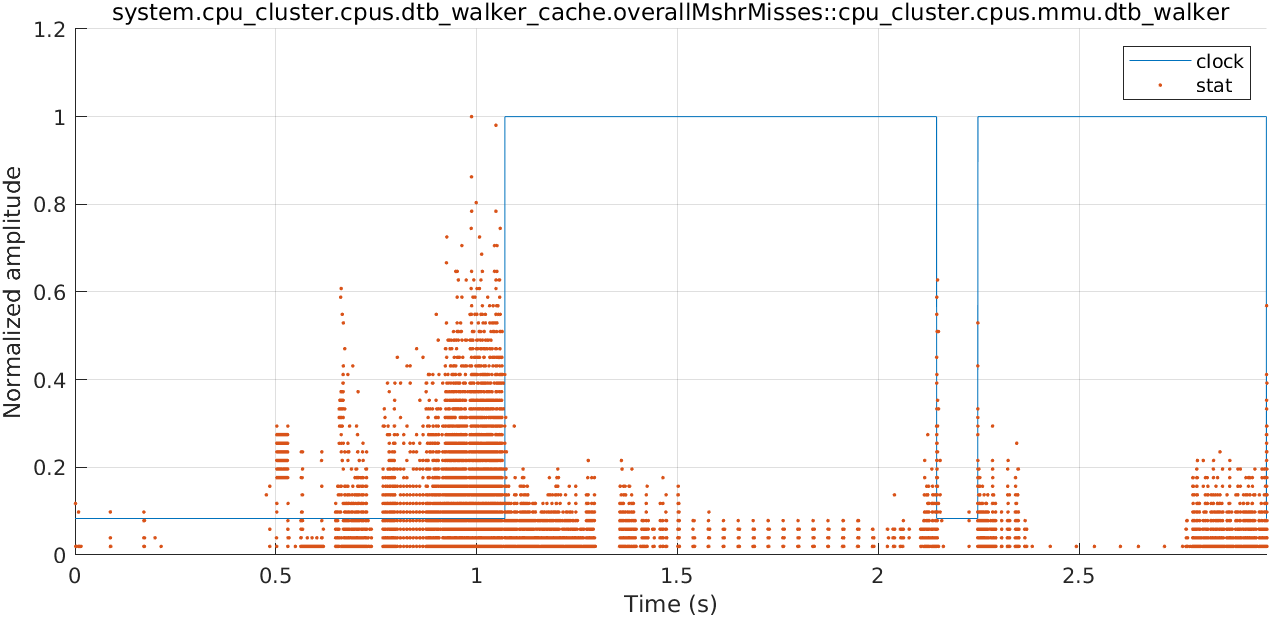 system.cpu_cluster.cpus.dtb_walker_cache.overallMshrMisses::cpu_cluster.cpus.mmu.dtb_walker
1.2
1
0.8
0.6
0.4
0.2
0
Normalized amplitude
clock
stat
0 0.5 1 1.5 2 2.5
Time (s)